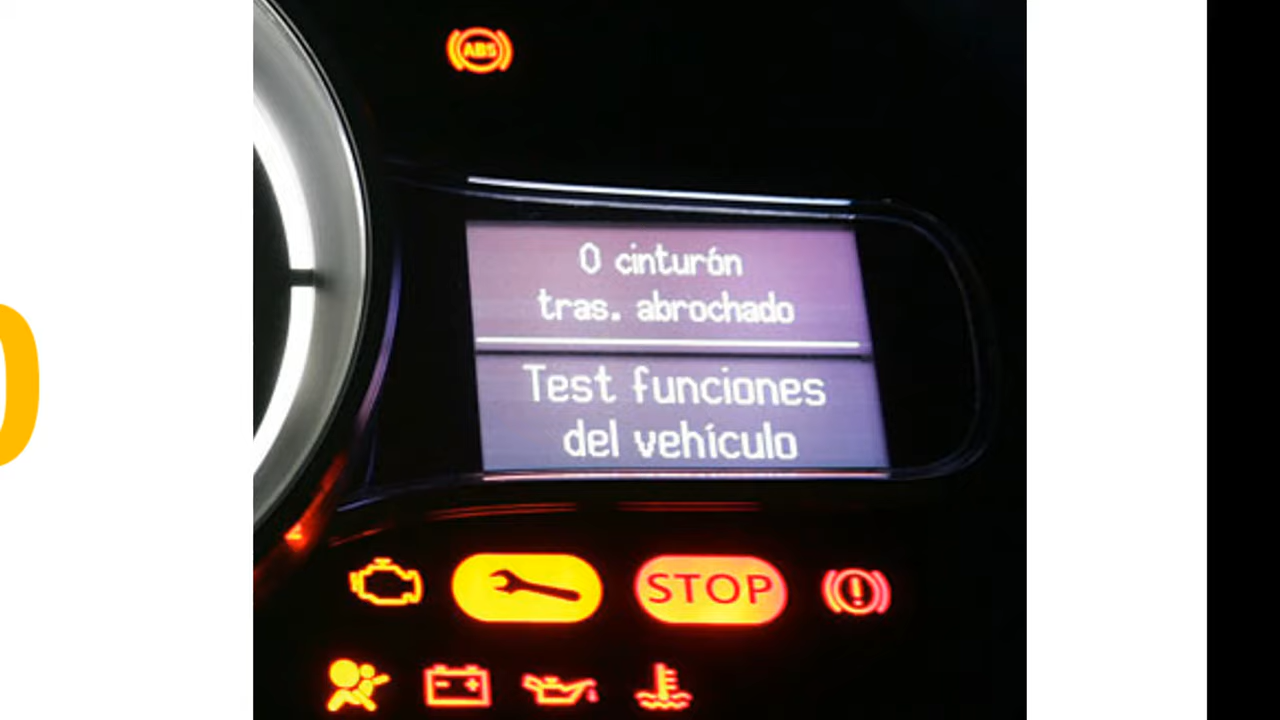 ABS
0 cinturón
tras. abrochado
Test funciones
del vehículo
STOP